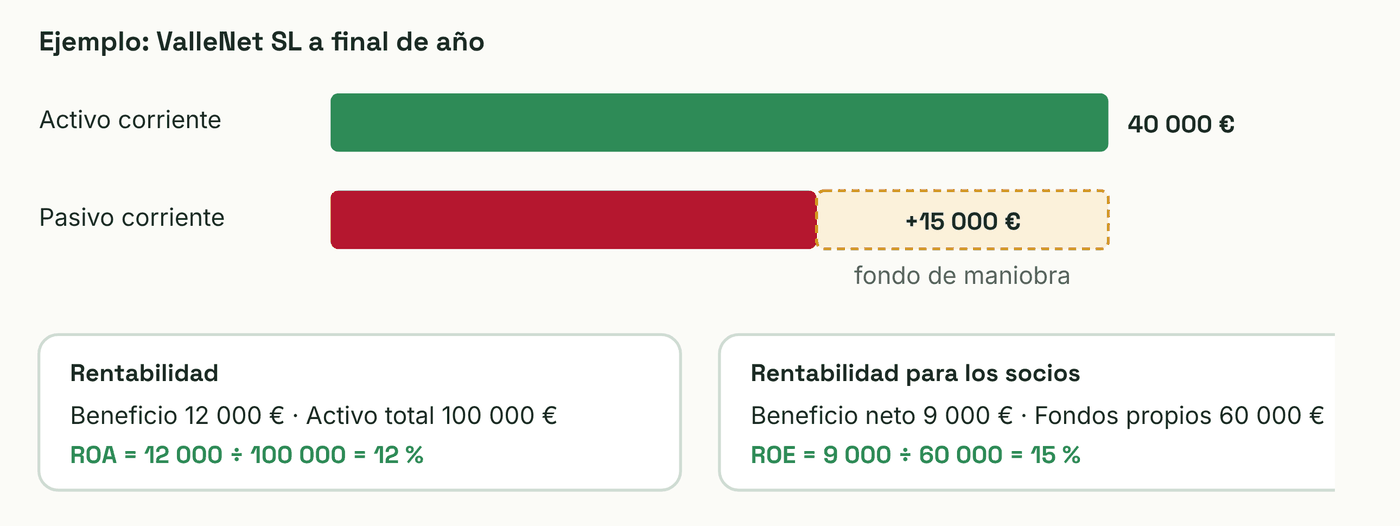 Ejemplo: ValleNet SL a final de año
Activo corriente
40 000 €
Pasivo corriente
+15 000 €
fondo de maniobra
Rentabilidad
Beneficio 12 000 € · Activo total 100 000 €
ROA = 12 000 ÷ 100 000 = 12 %
Rentabilidad para los socios
Beneficio neto 9 000 € · Fondos propios 60 000 €
ROE = 9 000 ÷ 60 000 = 15 %